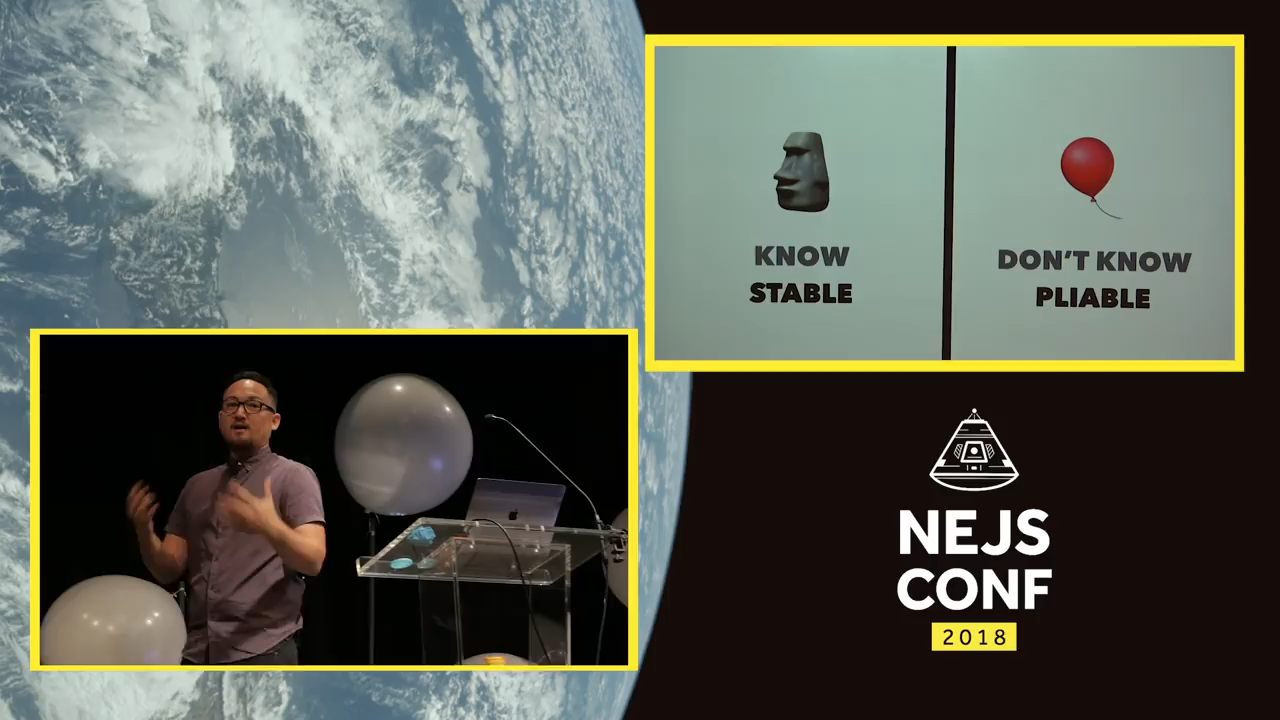 KNOW
STABLE
DON'T KNOW
PLIABLE
NEJS
CONF
2018